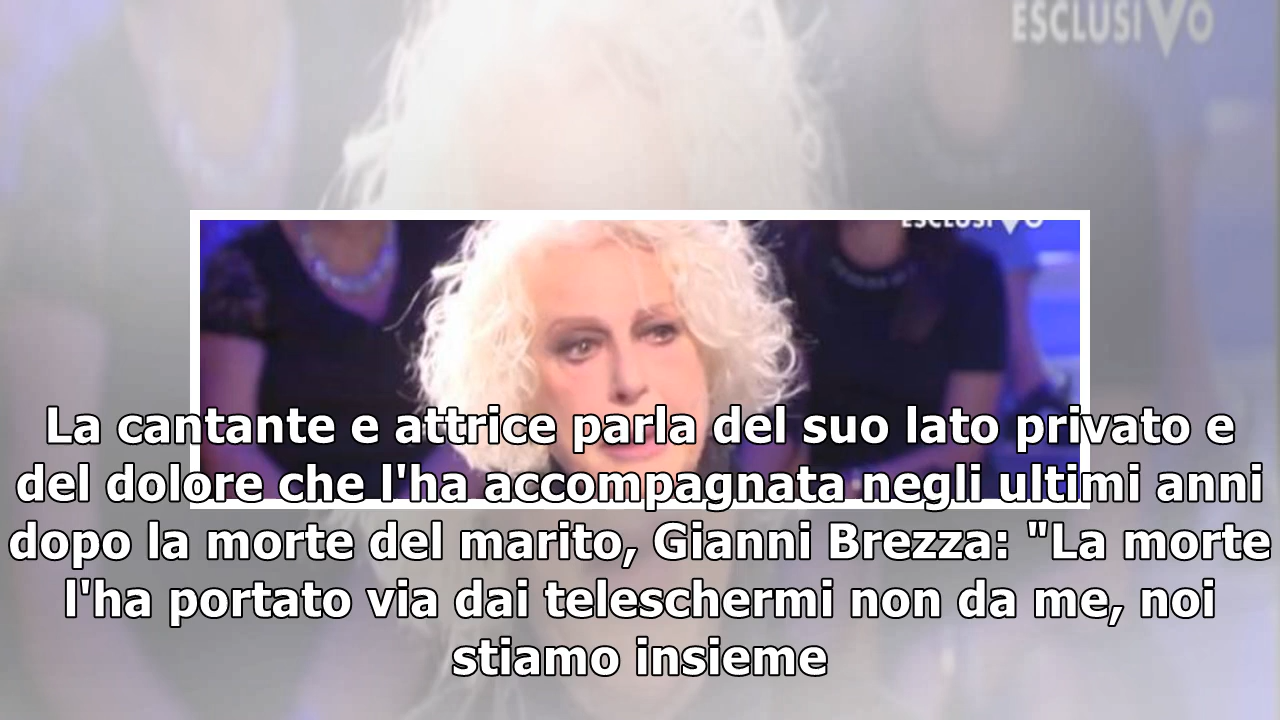 ESCLUSIVO
ESCLUSIVO
La cantante e attrice parla del suo lato privato e
del dolore che l'ha accompagnata negli ultimi anni
dopo la morte del marito, Gianni Brezza: "La morte
l'ha portato via dai teleschermi non da me, noi
stiamo insieme